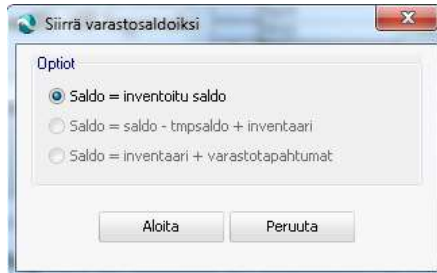 Siirrä varastosaldoiksi
Optiot
Saldo = inventoitu saldo
Saldo = saldo - tmpsaldo + inventaari
Saldo = inventaari + varastotapahtumat
Aloita Peruuta